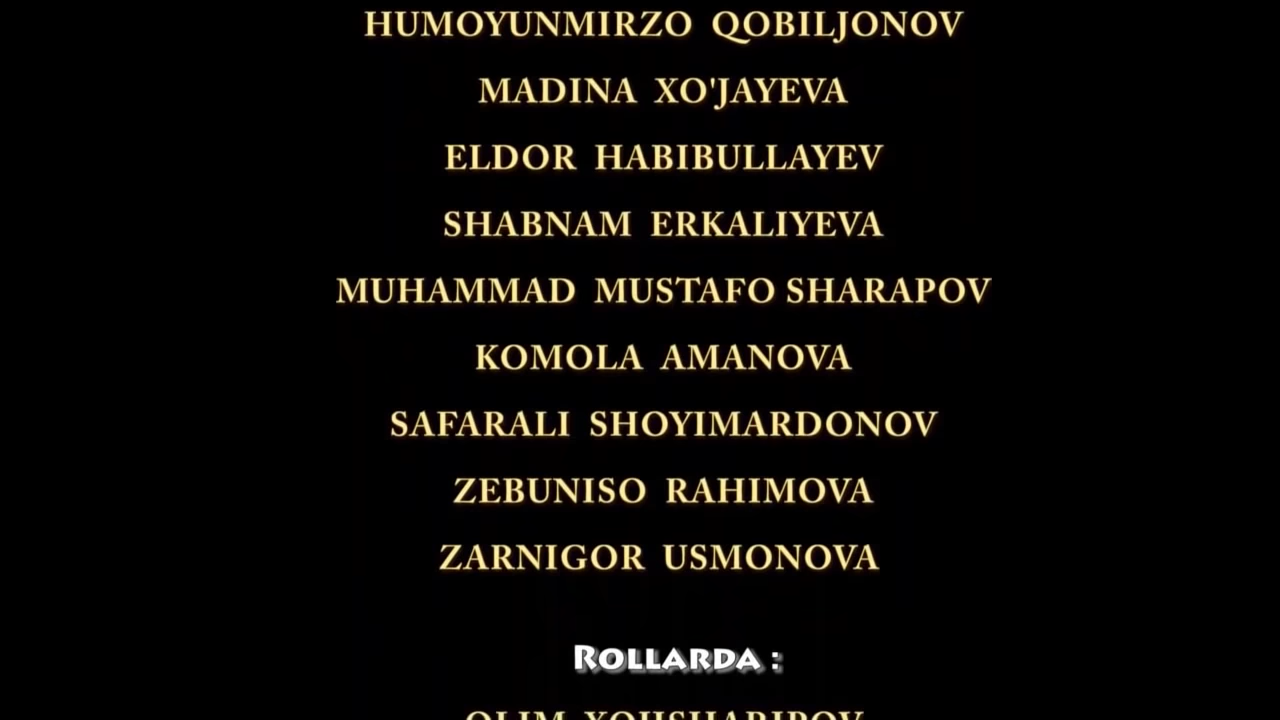 HUMOYUNMIRZO QOBILJONOV
MADINA XO'JAYEVA
ELDOR HABIBULLAYEV
SHABNAM ERKALIYEVA
MUHAMMAD MUSTAFO SHARAPOV
KOMOLA AMANOVA
SAFARALI SHOYIMARDONOV
ZEBUNISO RAHIMOVA
ZARNIGOR USMONOVA
ROLLARDA :
OLIM